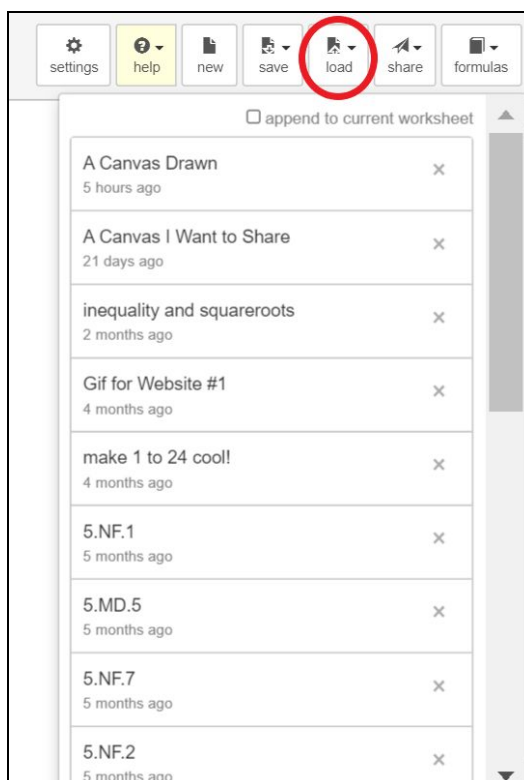 settings help new save load share formulas
append to current worksheet
A Canvas Drawn
5 hours ago
A Canvas I Want to Share
21 days ago
inequality and squareroots
2 months ago
Gif for Website #1
4 months ago
make 1 to 24 cool!
4 months ago
5.NF.1
5 months ago
5.MD.5
5 months ago
5.NF.7
5 months ago
5.NF.2
5 months ago